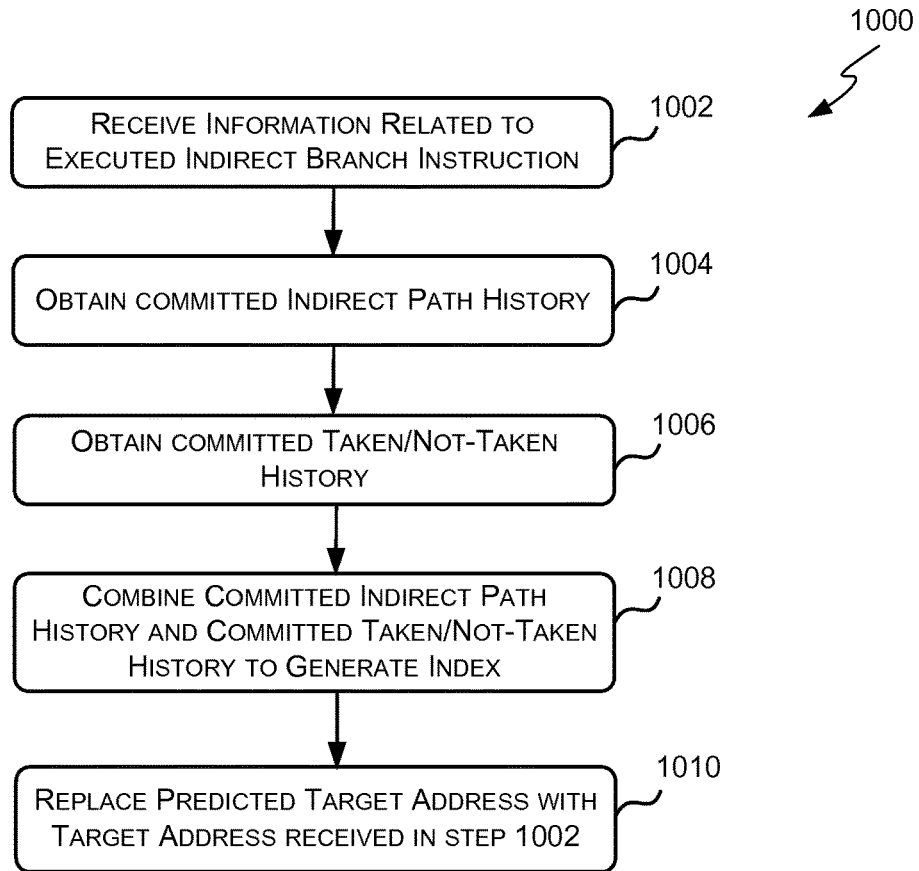 1000
1002
RECEIVE INFORMATION RELATED TO
EXECUTED INDIRECT BRANCH INSTRUCTION
1004
OBTAIN COMMITTED INDIRECT PATH HISTORY
1006
OBTAIN COMMITTED TAKEN/NOT-TAKEN
HISTORY
1008
COMBINE COMMITTED INDIRECT PATH
HISTORY AND COMMITTED TAKEN/NOT-TAKEN
HISTORY TO GENERATE INDEX
1010
REPLACE PREDICTED TARGET ADDRESS WITH
TARGET ADDRESS RECEIVED IN STEP 1002